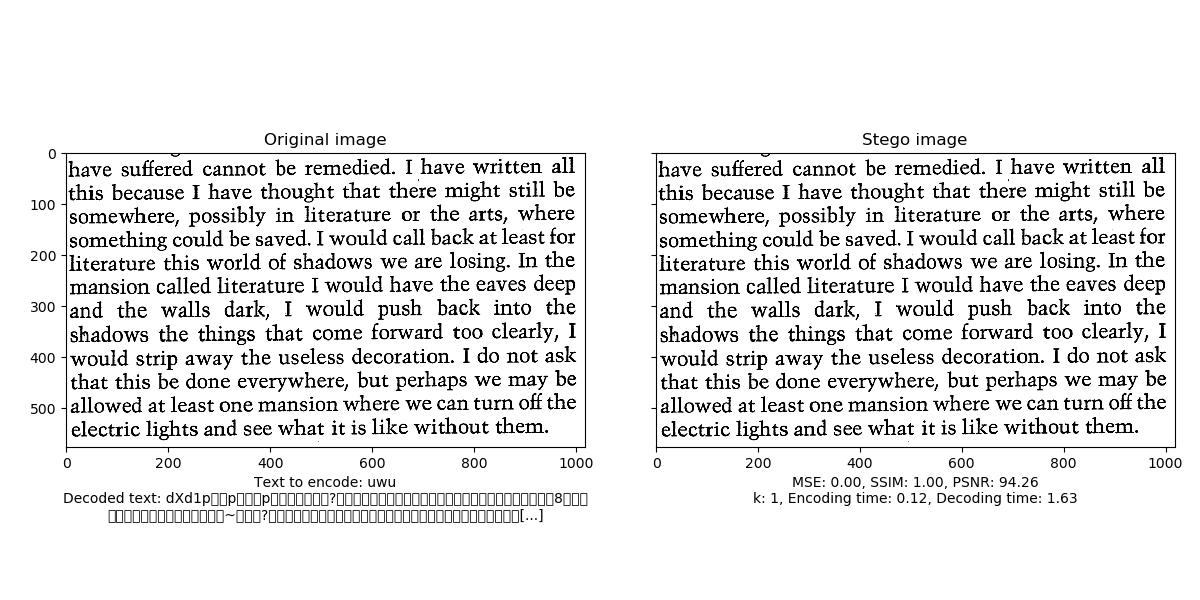 Original image
Stego image
0
100
200
300
400
500
have suffered cannot be remedied. I have written all
this because I have thought that there might still be
somewhere, possibly in literature or the arts, where
something could be saved. I would call back at least for
literature this world of shadows we are losing. In the
mansion called literature I would have the eaves deep
and the walls dark, I would push back into the
shadows the things that come forward too clearly, I
would strip away the useless decoration. I do not ask
that this be done everywhere, but perhaps we may be
allowed at least one mansion where we can turn off the
electric lights and see what it is like without them.
0 200 400 600 800 1000
Text to encode: uwu
Decoded text: dXd1p▯▯p▯▯▯p▯▯▯▯▯▯▯?▯▯▯▯▯▯▯▯▯▯▯▯▯▯▯▯▯▯▯▯▯▯▯▯▯▯8▯▯▯
▯▯▯▯▯▯▯▯▯▯▯▯▯▯▯~▯▯▯?▯▯▯▯▯▯▯▯▯▯▯▯▯▯▯▯▯▯▯▯▯▯▯▯▯▯▯▯▯▯[...]
have suffered cannot be remedied. I have written all
this because I have thought that there might still be
somewhere, possibly in literature or the arts, where
something could be saved. I would call back at least for
literature this world of shadows we are losing. In the
mansion called literature I would have the eaves deep
and the walls dark, I would push back into the
shadows the things that come forward too clearly, I
would strip away the useless decoration. I do not ask
that this be done everywhere, but perhaps we may be
allowed at least one mansion where we can turn off the
electric lights and see what it is like without them.
0 200 400 600 800 1000
MSE: 0.00, SSIM: 1.00, PSNR: 94.26
k: 1, Encoding time: 0.12, Decoding time: 1.63